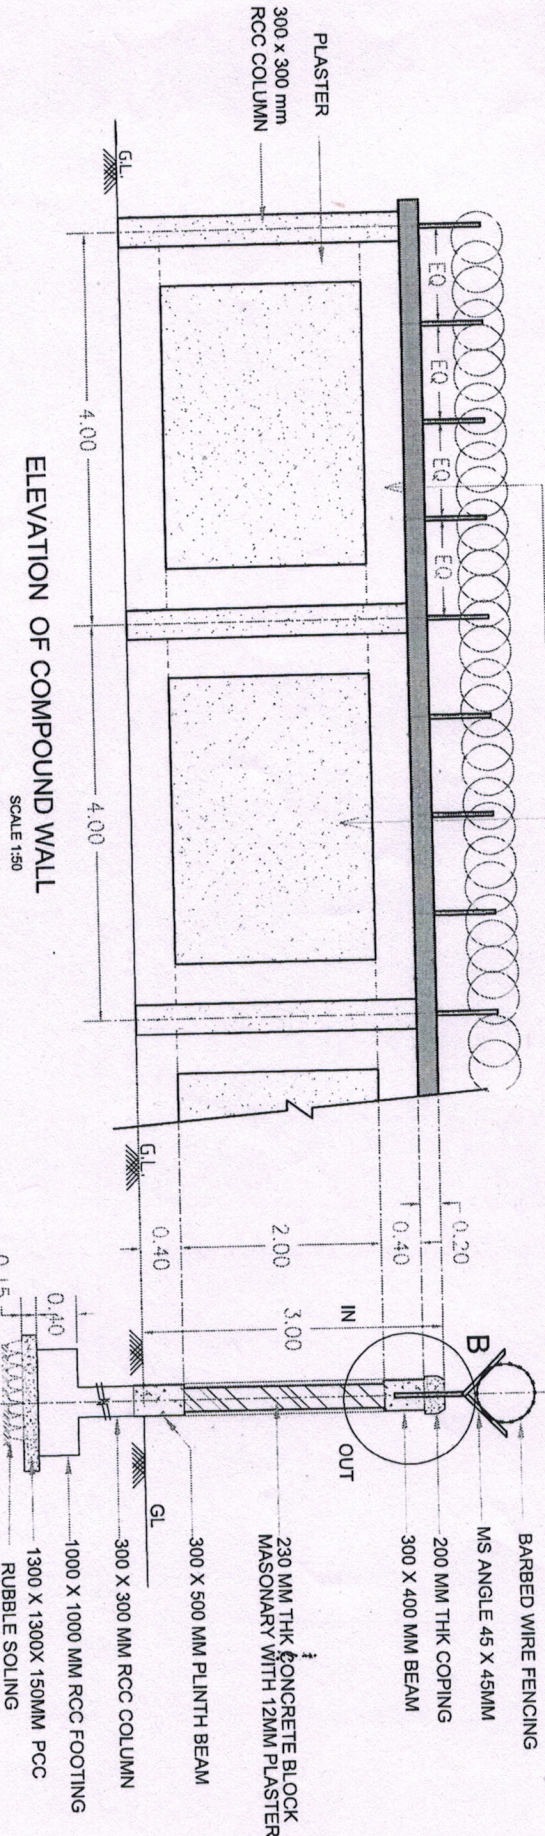 PLASTER
300 x 300 mm
RCC COLUMN
G.L.
EQ
EQ
EQ
EQ
4.00
4.00
ELEVATION OF COMPOUND WALL
SCALE 1:50
G.L.
0.20
0.40
2.00
0.40
3.00
IN
OUT
B
GL
0.40
BARBED WIRE FENCING
MS ANGLE 45 X 45MM
200 MM THK COPING
300 X 400 MM BEAM
230 MM THK CONCRETE BLOCK
MASONARY WITH 12MM PLASTER
300 X 500 MM PLINTH BEAM
300 X 300 MM RCC COLUMN
1000 X 1000 MM RCC FOOTING
1300 X 1300X 150MM PCC
RUBBLE SOLING